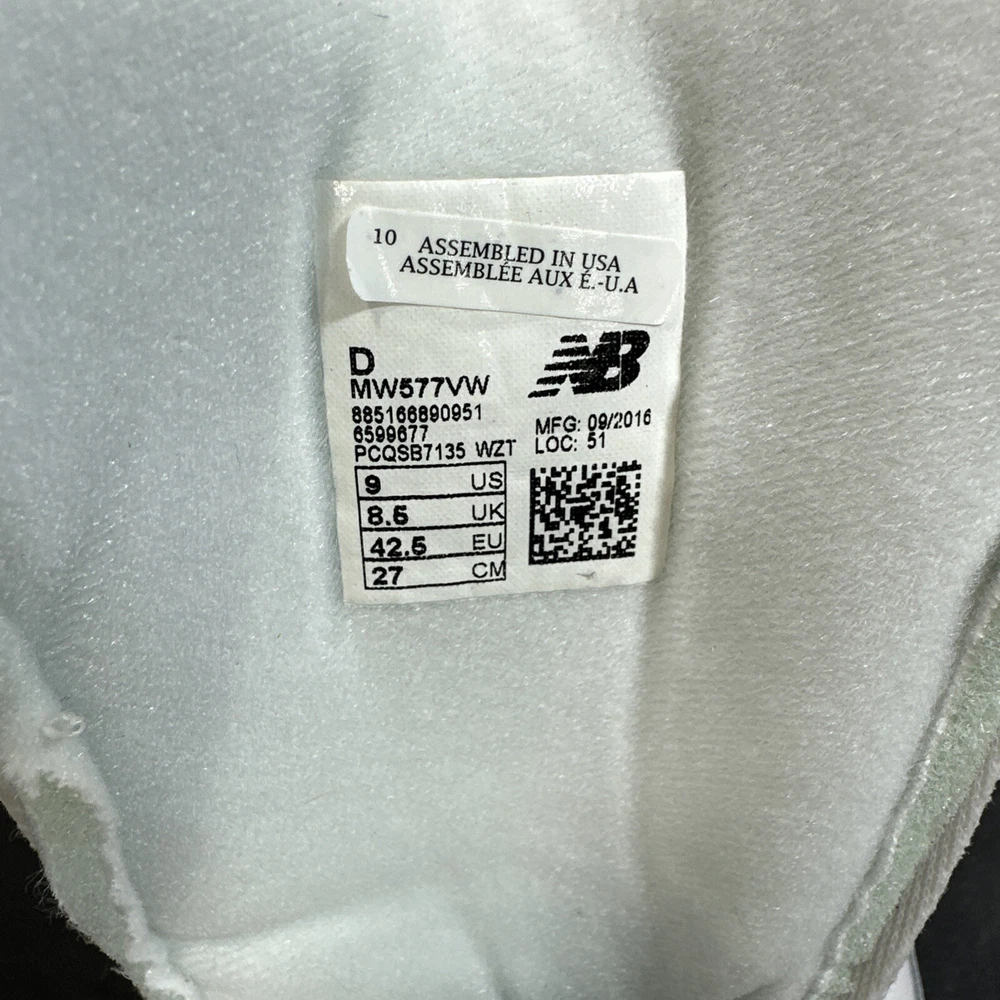 10 ASSEMBLED IN USA
ASSEMBLÉE AUX É.-U.A
NB
D
MW577VW
885166890951
6599677
PCQSB7135 WZT
MFG: 09/2016
LOC: 51
9 US
8.5 UK
42.5 EU
27 CM